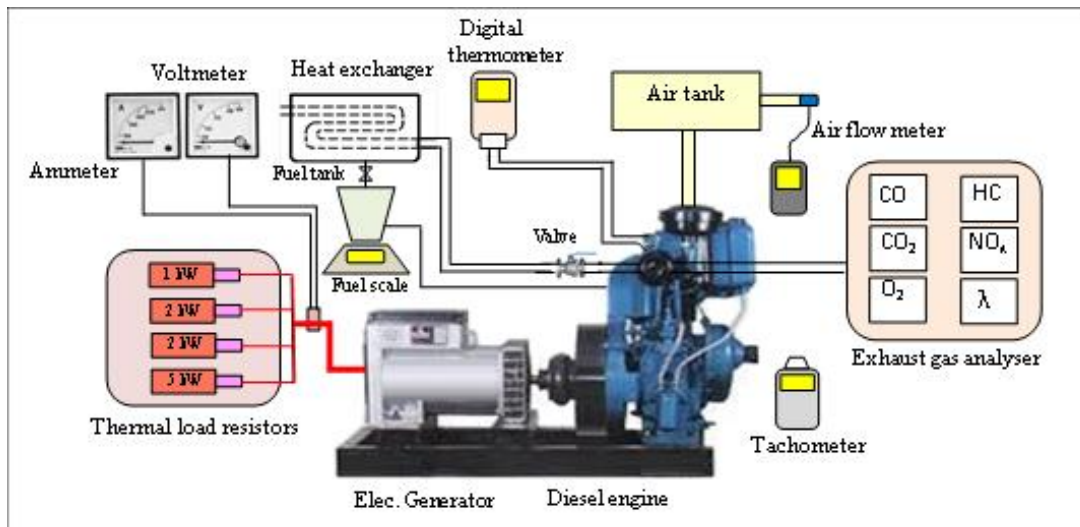 Digital
thermometer
Voltmeter
Heat exchanger
A
V
Air tank
Air flow meter
Ammeter
Fuel tank
CO
HC
CO₂
NOₓ
O₂
λ
Valve
Fuel scale
1 kW
2 kW
2 kW
5 kW
Exhaust gas analyser
Thermal load resistors
Tachometer
Elec. Generator
Diesel engine